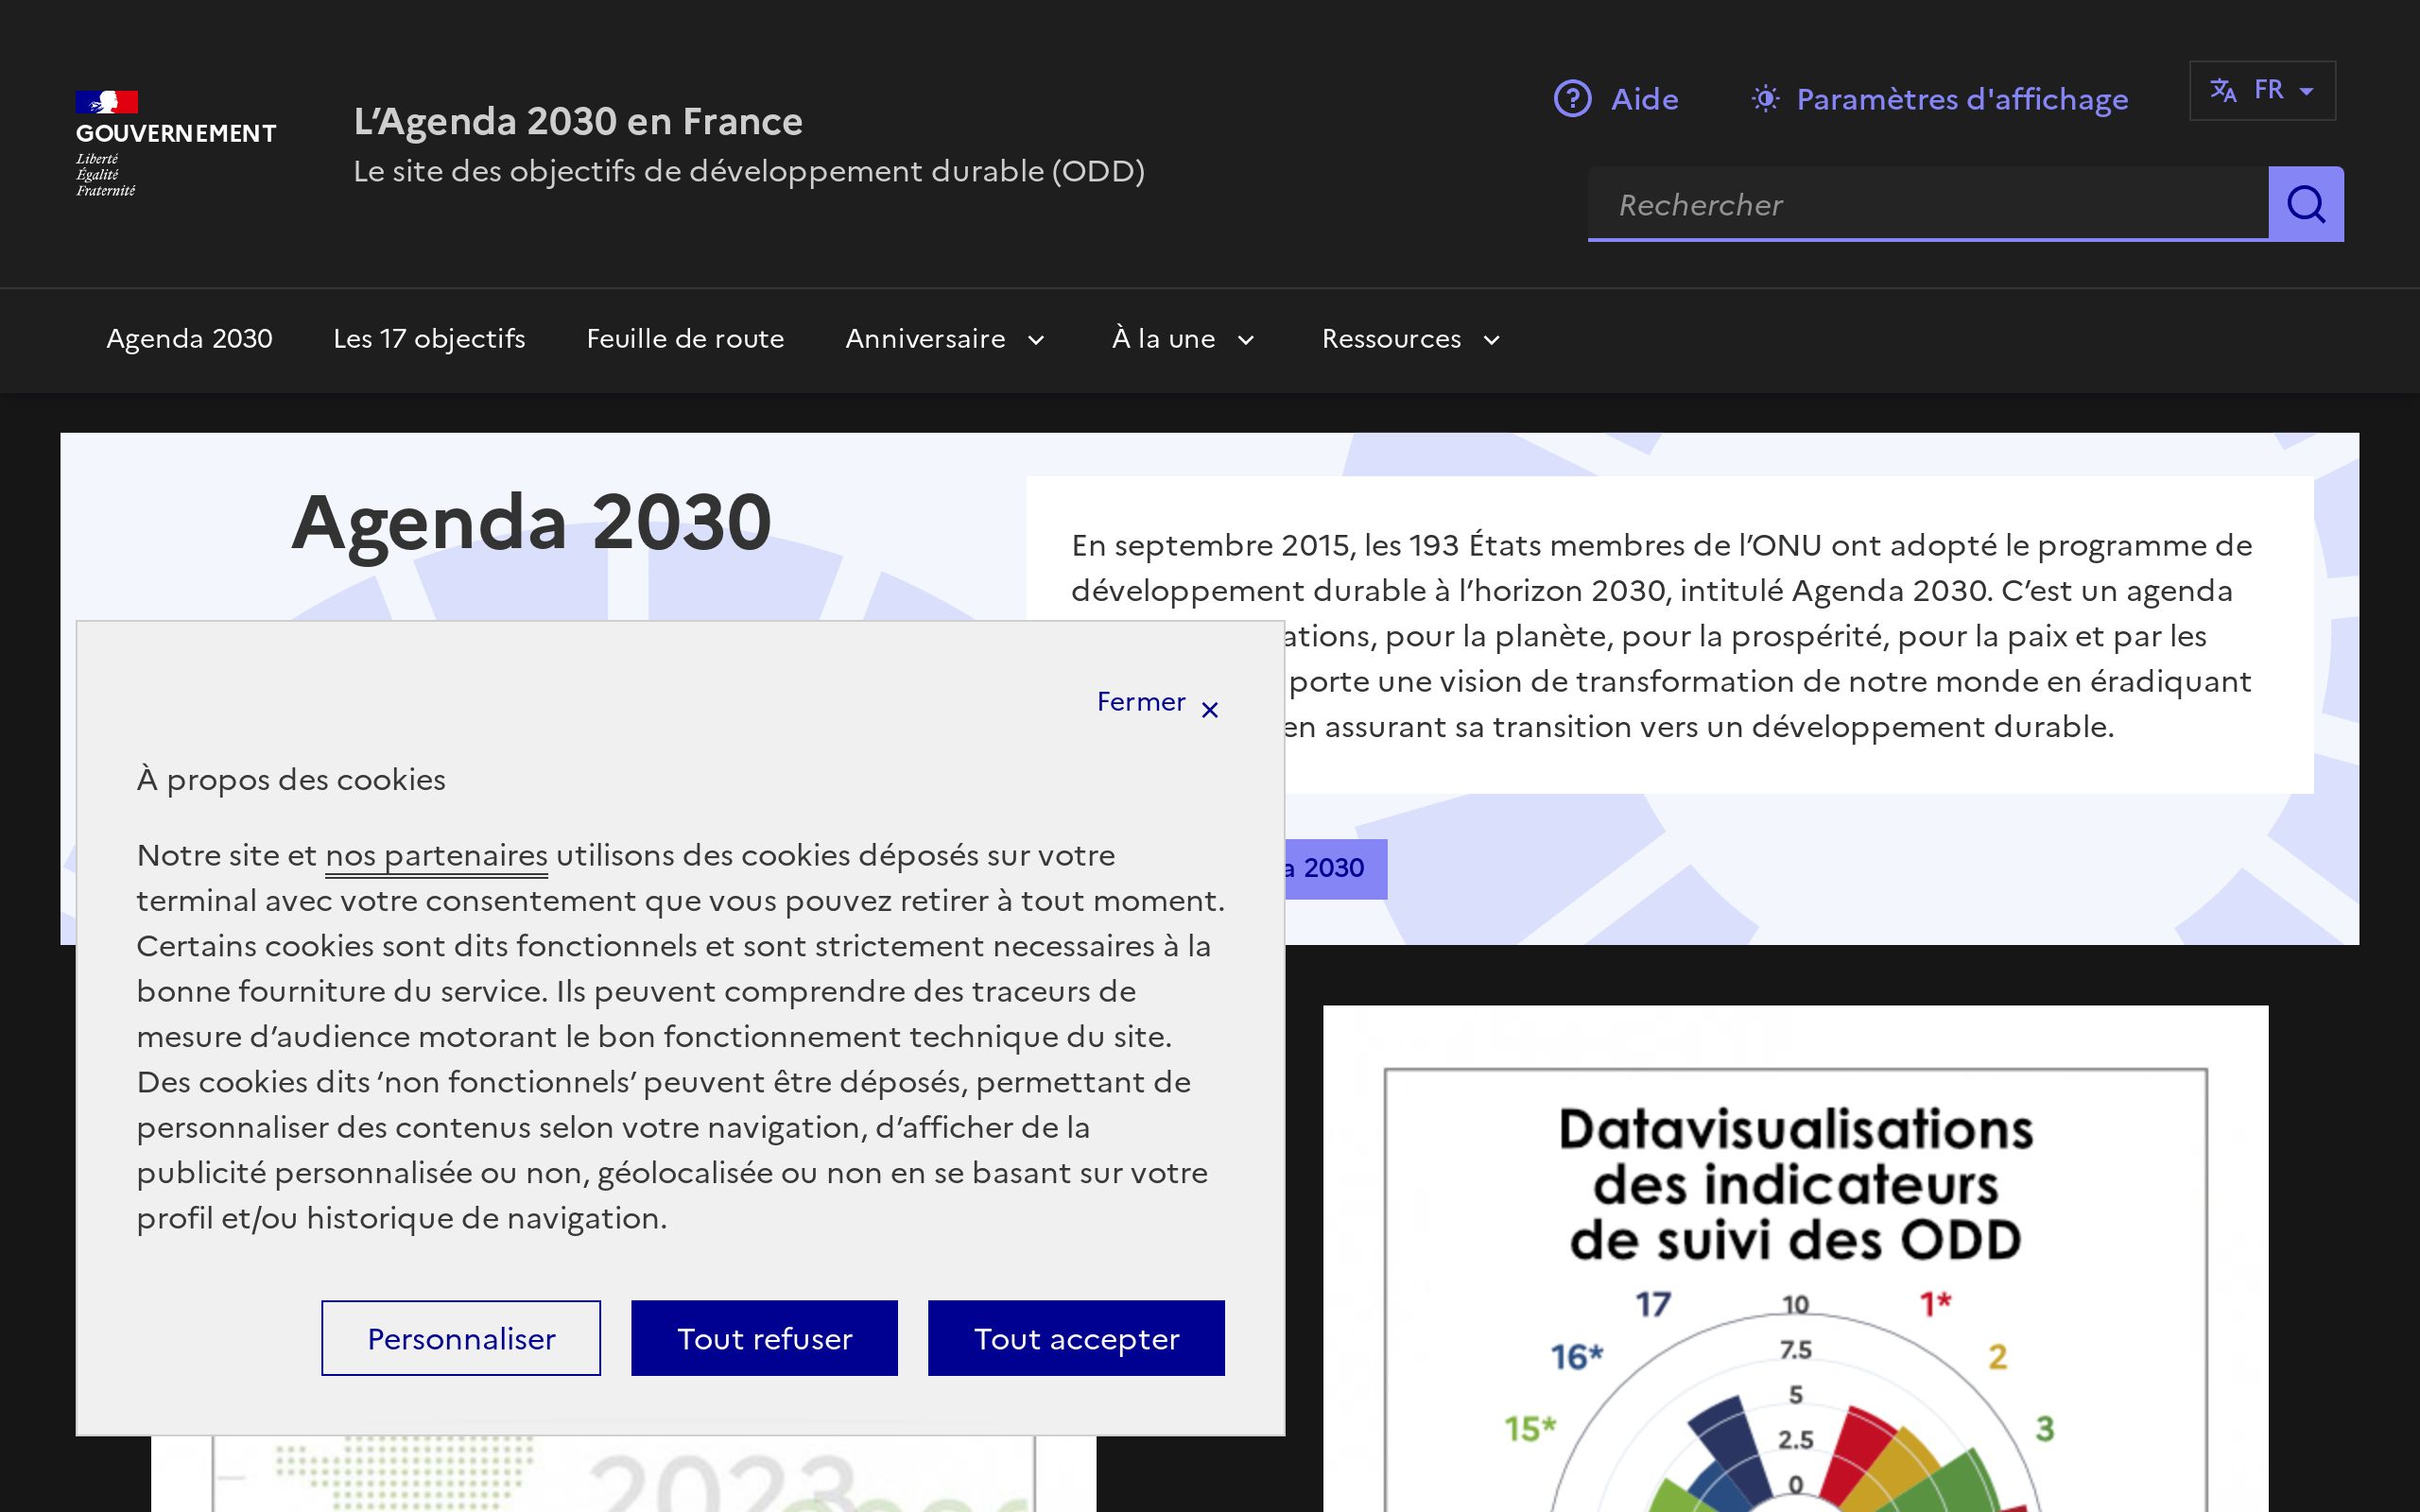 GOUVERNEMENT
Liberté
Égalité
Fraternité
L’Agenda 2030 en France
Le site des objectifs de développement durable (ODD)
Aide
Paramètres d'affichage
FR
Rechercher
Agenda 2030
Les 17 objectifs
Feuille de route
Anniversaire
À la une
Ressources
Agenda 2030
En septembre 2015, les 193 États membres de l’ONU ont adopté le programme de
développement durable à l’horizon 2030, intitulé Agenda 2030. C’est un agenda
ations, pour la planète, pour la prospérité, pour la paix et par les
porte une vision de transformation de notre monde en éradiquant
en assurant sa transition vers un développement durable.
a 2030
Fermer
À propos des cookies
Notre site et nos partenaires utilisons des cookies déposés sur votre
terminal avec votre consentement que vous pouvez retirer à tout moment.
Certains cookies sont dits fonctionnels et sont strictement necessaires à la
bonne fourniture du service. Ils peuvent comprendre des traceurs de
mesure d’audience motorant le bon fonctionnement technique du site.
Des cookies dits ‘non fonctionnels’ peuvent être déposés, permettant de
personnaliser des contenus selon votre navigation, d’afficher de la
publicité personnalisée ou non, géolocalisée ou non en se basant sur votre
profil et/ou historique de navigation.
Personnaliser
Tout refuser
Tout accepter
2023
Datavisualisations
des indicateurs
de suivi des ODD
17
10
1*
16*
7.5
2
5
15*
2.5
3
0